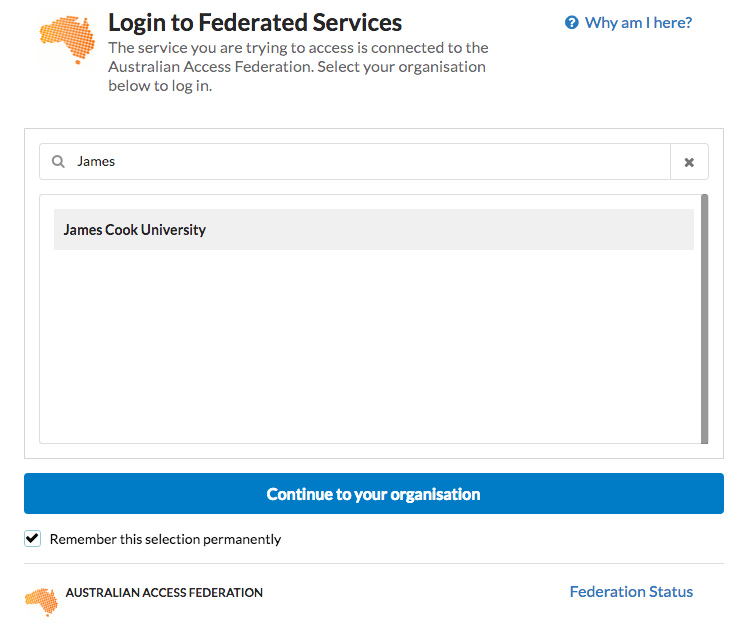 Login to Federated Services
Why am I here?
The service you are trying to access is connected to the
Australian Access Federation. Select your organisation
below to log in.
James
James Cook University
Continue to your organisation
Remember this selection permanently
AUSTRALIAN ACCESS FEDERATION
Federation Status